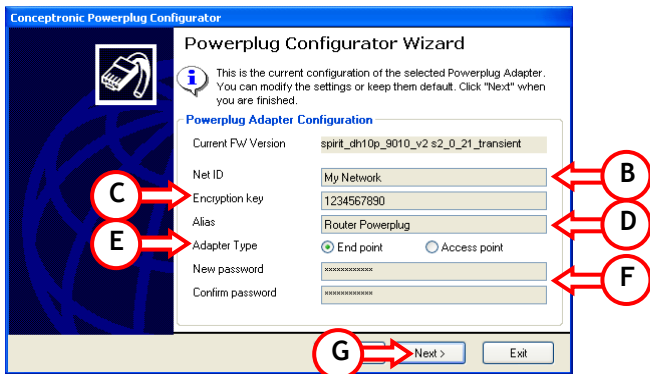 Conceptronic Powerplug Configurator
Powerplug Configurator Wizard
This is the current configuration of the selected Powerplug Adapter.
You can modify the settings or keep them default. Click "Next" when
you are finished.
Powerplug Adapter Configuration
Current FW Version spirit_dh10p_9010_v2 s2_0_21_transient
Net ID My Network B
C Encryption key 1234567890
Alias Router Powerplug D
E Adapter Type End point Access point
New password xxxxxxxxxxxx F
Confirm password xxxxxxxxxxxx
G Next > Exit